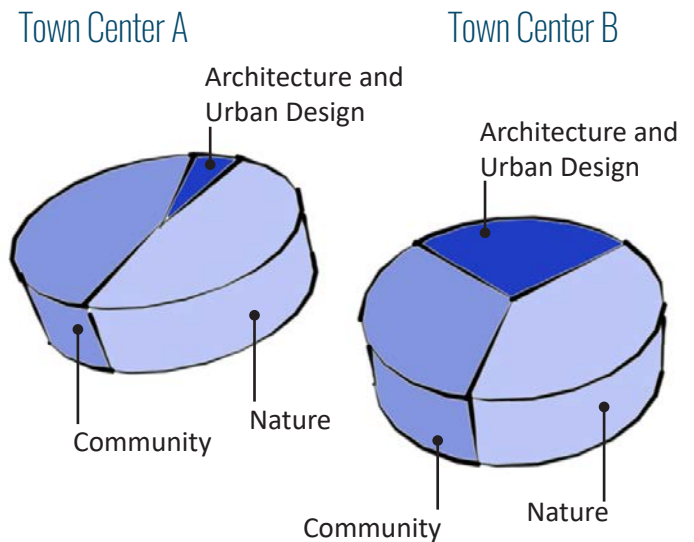 Town Center A
Architecture and
Urban Design
Community
Nature
Town Center B
Architecture and
Urban Design
Community
Nature